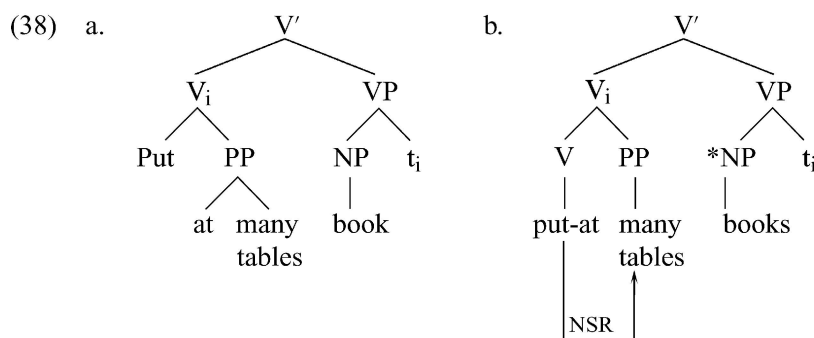 (38) a. V′ b. V′
Vᵢ VP Vᵢ VP
Put PP NP tᵢ V PP *NP tᵢ
at many book put-at many books
tables tables
NSR